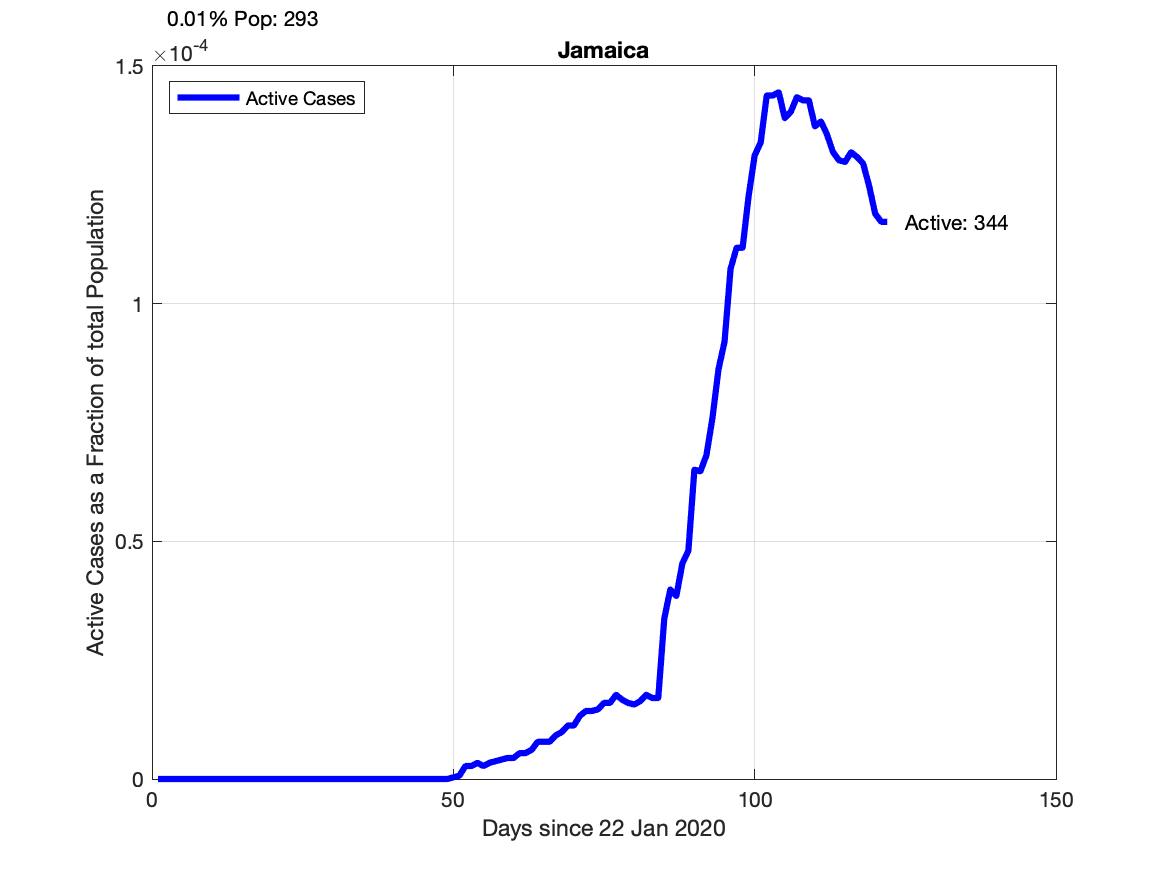 0.01% Pop: 293
×10-4
Jamaica
1.5
Active Cases
1
0.5
0
Active: 344
Active Cases as a Fraction of total Population
0
50
100
150
Days since 22 Jan 2020